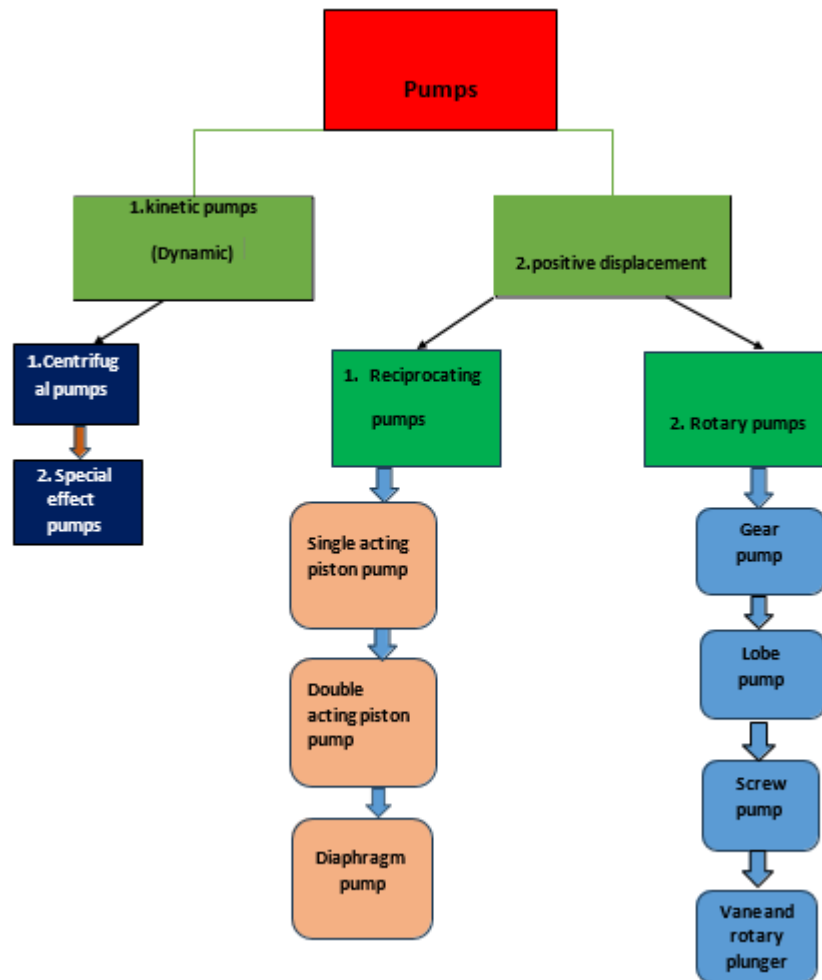 Pumps
1.kinetic pumps
(Dynamic)
2.positive displacement
1.Centrifug
al pumps
2. Special
effect
pumps
1. Reciprocating
pumps
2. Rotary pumps
Single acting
piston pump
Double
acting piston
pump
Diaphragm
pump
Gear
pump
Lobe
pump
Screw
pump
Vane and
rotary
plunger